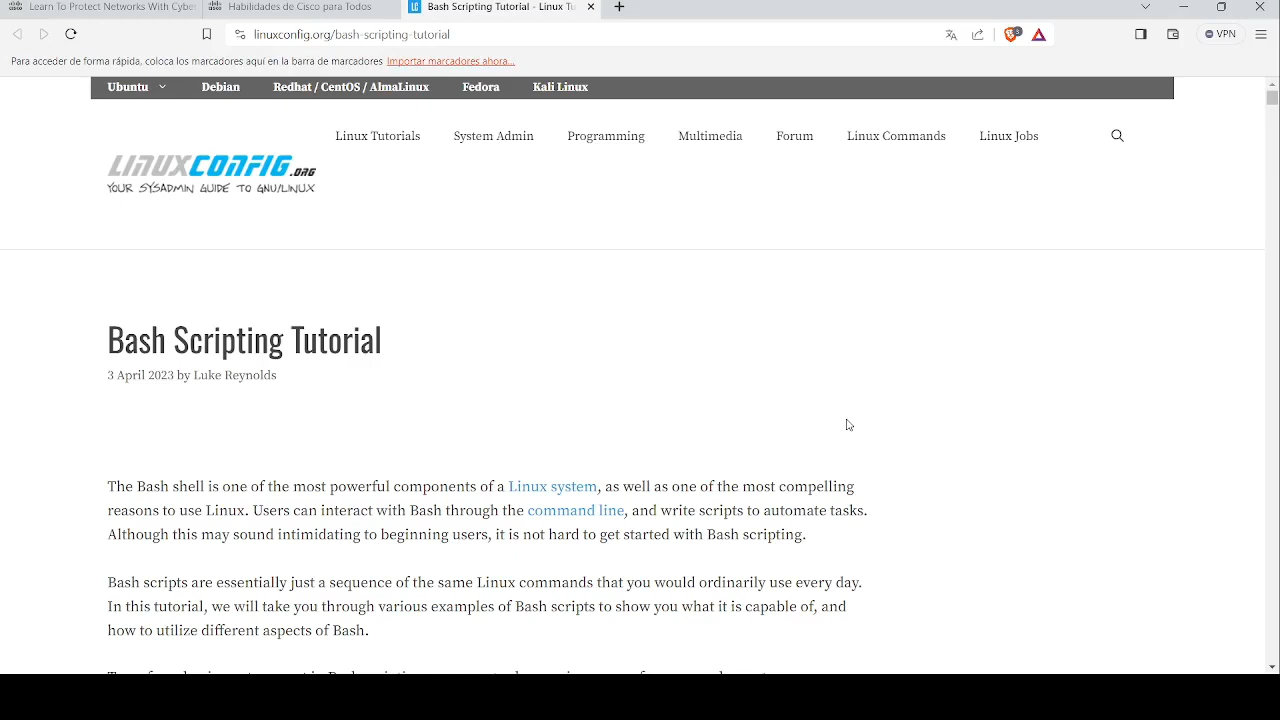 Learn To Protect Networks With Cyber
Habilidades de Cisco para Todos
Bash Scripting Tutorial - Linux Tu
linuxconfig.org/bash-scripting-tutorial
3
VPN
Para acceder de forma rápida, coloca los marcadores aquí en la barra de marcadores Importar marcadores ahora...
Ubuntu Debian Redhat / CentOS / AlmaLinux Fedora Kali Linux
Linux Tutorials System Admin Programming Multimedia Forum Linux Commands Linux Jobs
LINUXCONFIG.ORG
YOUR SYSADMIN GUIDE TO GNU/LINUX
Bash Scripting Tutorial
3 April 2023 by Luke Reynolds
The Bash shell is one of the most powerful components of a Linux system, as well as one of the most compelling
reasons to use Linux. Users can interact with Bash through the command line, and write scripts to automate tasks.
Although this may sound intimidating to beginning users, it is not hard to get started with Bash scripting.
Bash scripts are essentially just a sequence of the same Linux commands that you would ordinarily use every day.
In this tutorial, we will take you through various examples of Bash scripts to show you what it is capable of, and
how to utilize different aspects of Bash.